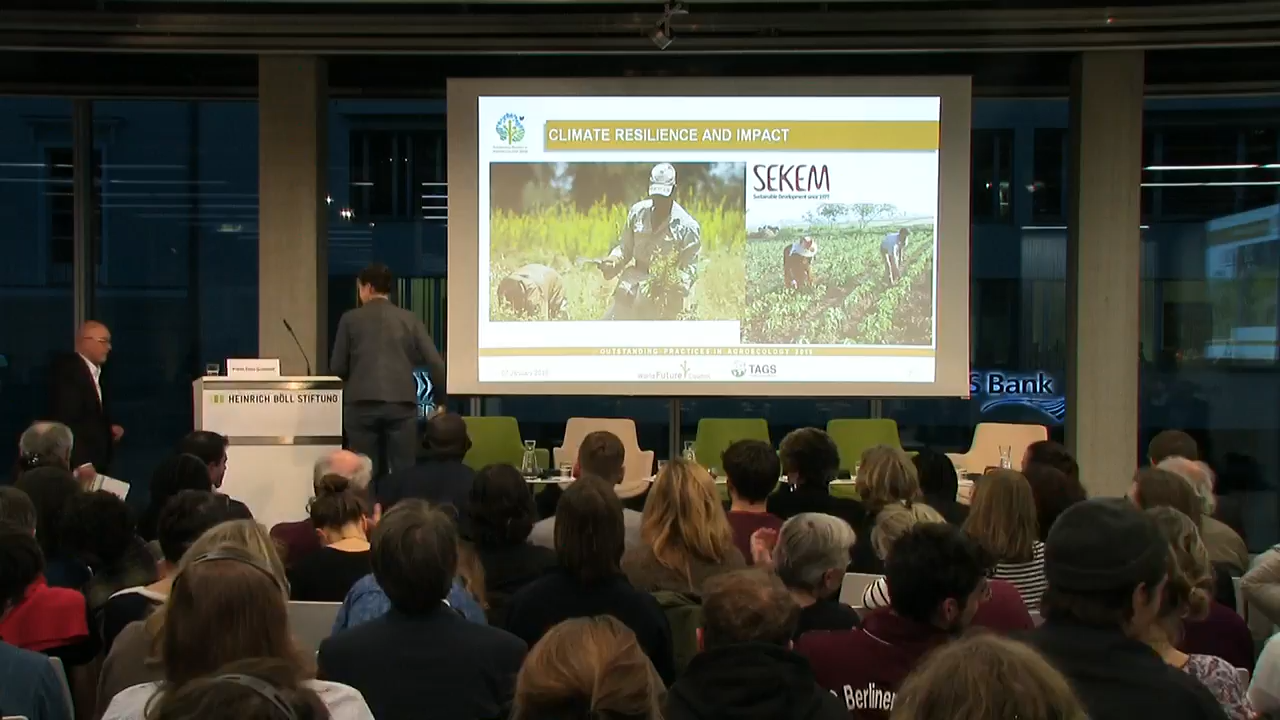 CLIMATE RESILIENCE AND IMPACT
SEKEM
Sustainable Development since 1977
OUTSTANDING PRACTICES IN AGROECOLOGY 2019
TAGS
HEINRICH BÖLL STIFTUNG
S Bank
Berliner